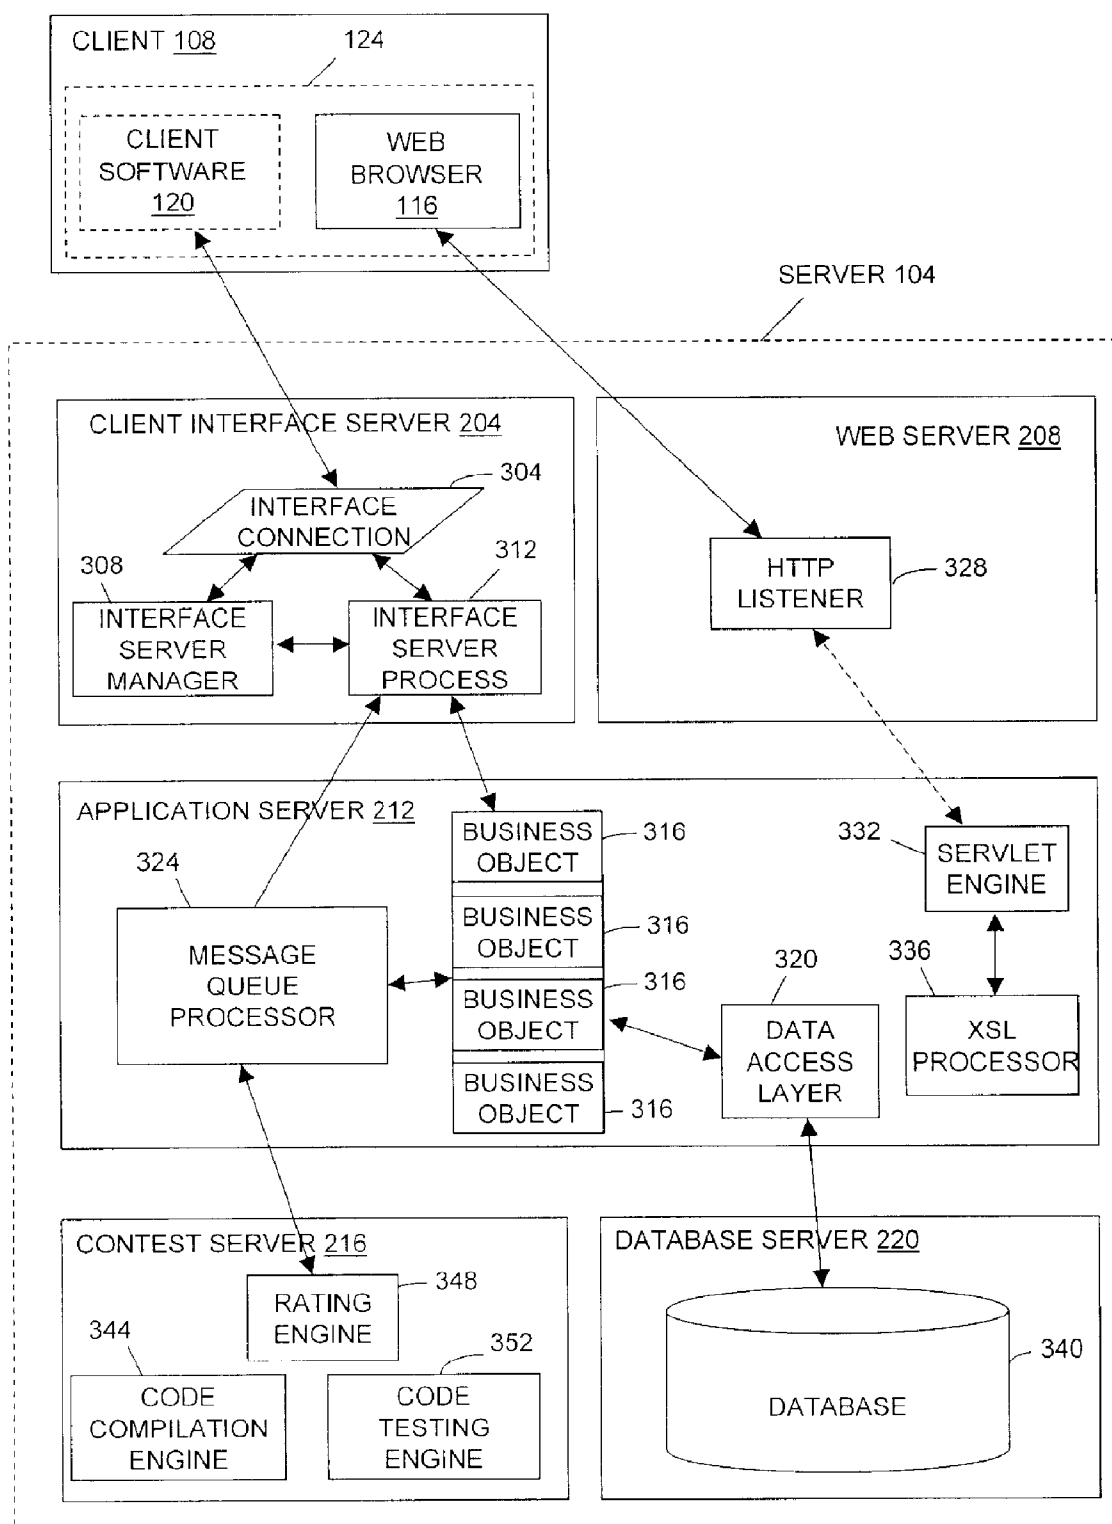 CLIENT 108
124
CLIENT
SOFTWARE
120
WEB
BROWSER
116
SERVER 104
CLIENT INTERFACE SERVER 204
304
INTERFACE
CONNECTION
308
312
INTERFACE
SERVER
MANAGER
INTERFACE
SERVER
PROCESS
WEB SERVER 208
HTTP
LISTENER
328
APPLICATION SERVER 212
324
MESSAGE
QUEUE
PROCESSOR
BUSINESS
OBJECT
316
BUSINESS
OBJECT
316
BUSINESS
OBJECT
316
BUSINESS
OBJECT
316
332
SERVLET
ENGINE
320
DATA
ACCESS
LAYER
336
XSL
PROCESSOR
CONTEST SERVER 216
348
RATING
ENGINE
344
CODE
COMPILATION
ENGINE
352
CODE
TESTING
ENGINE
DATABASE SERVER 220
340
DATABASE